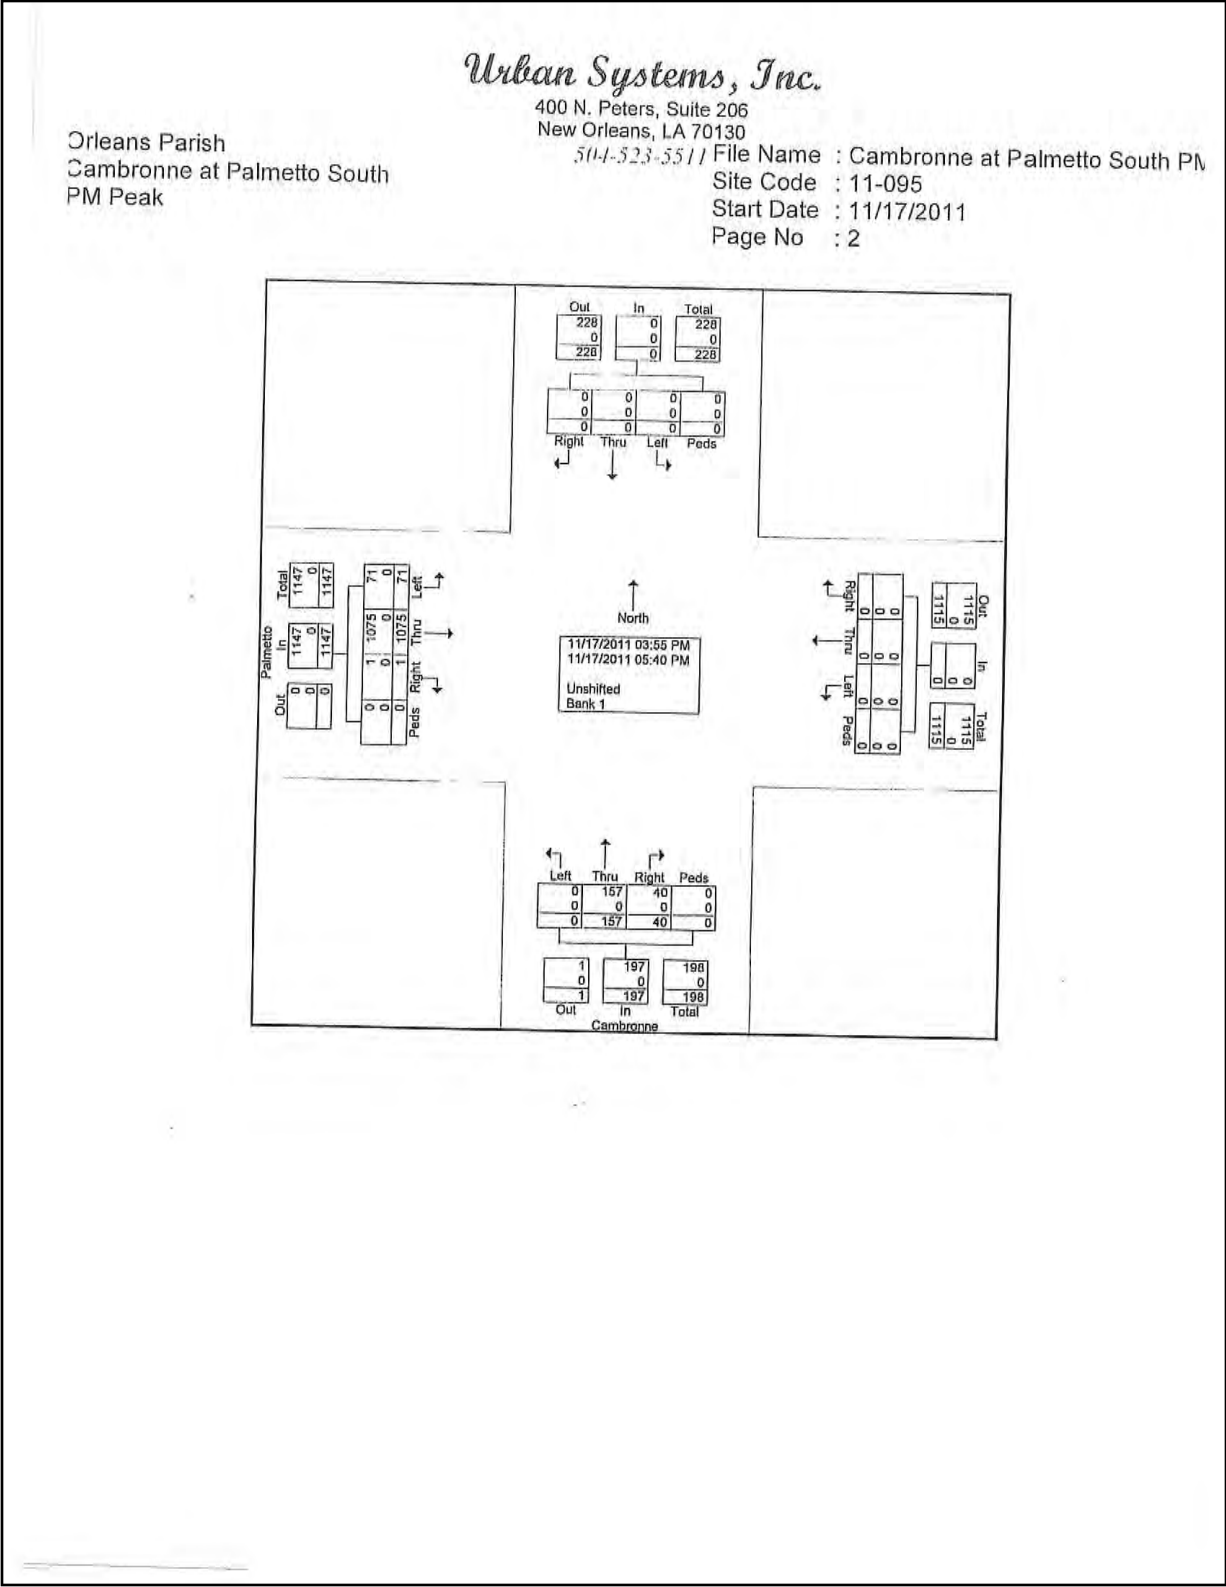 Urban Systems, Inc.
400 N. Peters, Suite 206
New Orleans, LA 70130
504-523-5511
Orleans Parish
Cambronne at Palmetto South
PM Peak
File Name : Cambronne at Palmetto South PM
Site Code : 11-095
Start Date : 11/17/2011
Page No : 2
Out In Total
228 0 228
0 0 0
228 0 228
0 0 0 0
0 0 0 0
0 0 0 0
Right Thru Left Peds
Palmetto
Total In Out
1147 1147 0
0 0 0
1147 1147 0
71 1075 1 0
0 0 0 0
71 1075 1 0
Left Thru Right Peds
North
11/17/2011 03:55 PM
11/17/2011 05:40 PM
Unshifted
Bank 1
Right Thru Left Peds
0 0 0 0
0 0 0 0
0 0 0 0
Out In Total
1115 0 1115
0 0 0
1115 0 1115
Left Thru Right Peds
0 157 40 0
0 0 0 0
0 157 40 0
1 197 198
0 0 0
1 197 198
Out In Total
Cambronne